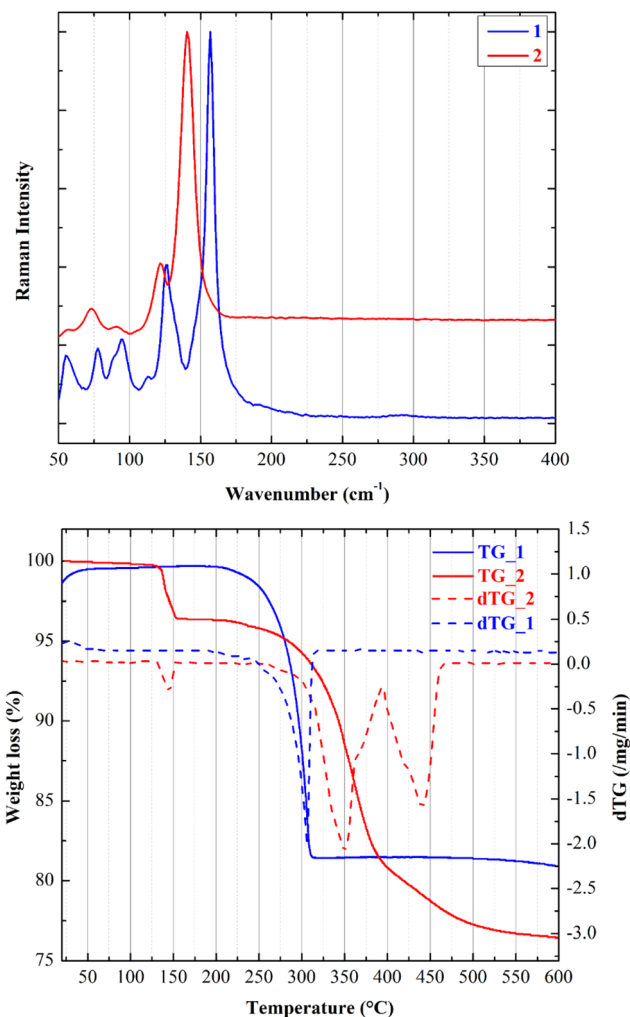 1
2
Raman Intensity
50 100 150 200 250 300 350 400
Wavenumber (cm⁻¹)
TG_1
TG_2
dTG_2
dTG_1
100
95
90
85
80
75
Weight loss (%)
1.5
1.0
0.5
0.0
-0.5
-1.0
-1.5
-2.0
-2.5
-3.0
dTG (/mg/min)
50 100 150 200 250 300 350 400 450 500 550 600
Temperature (°C)